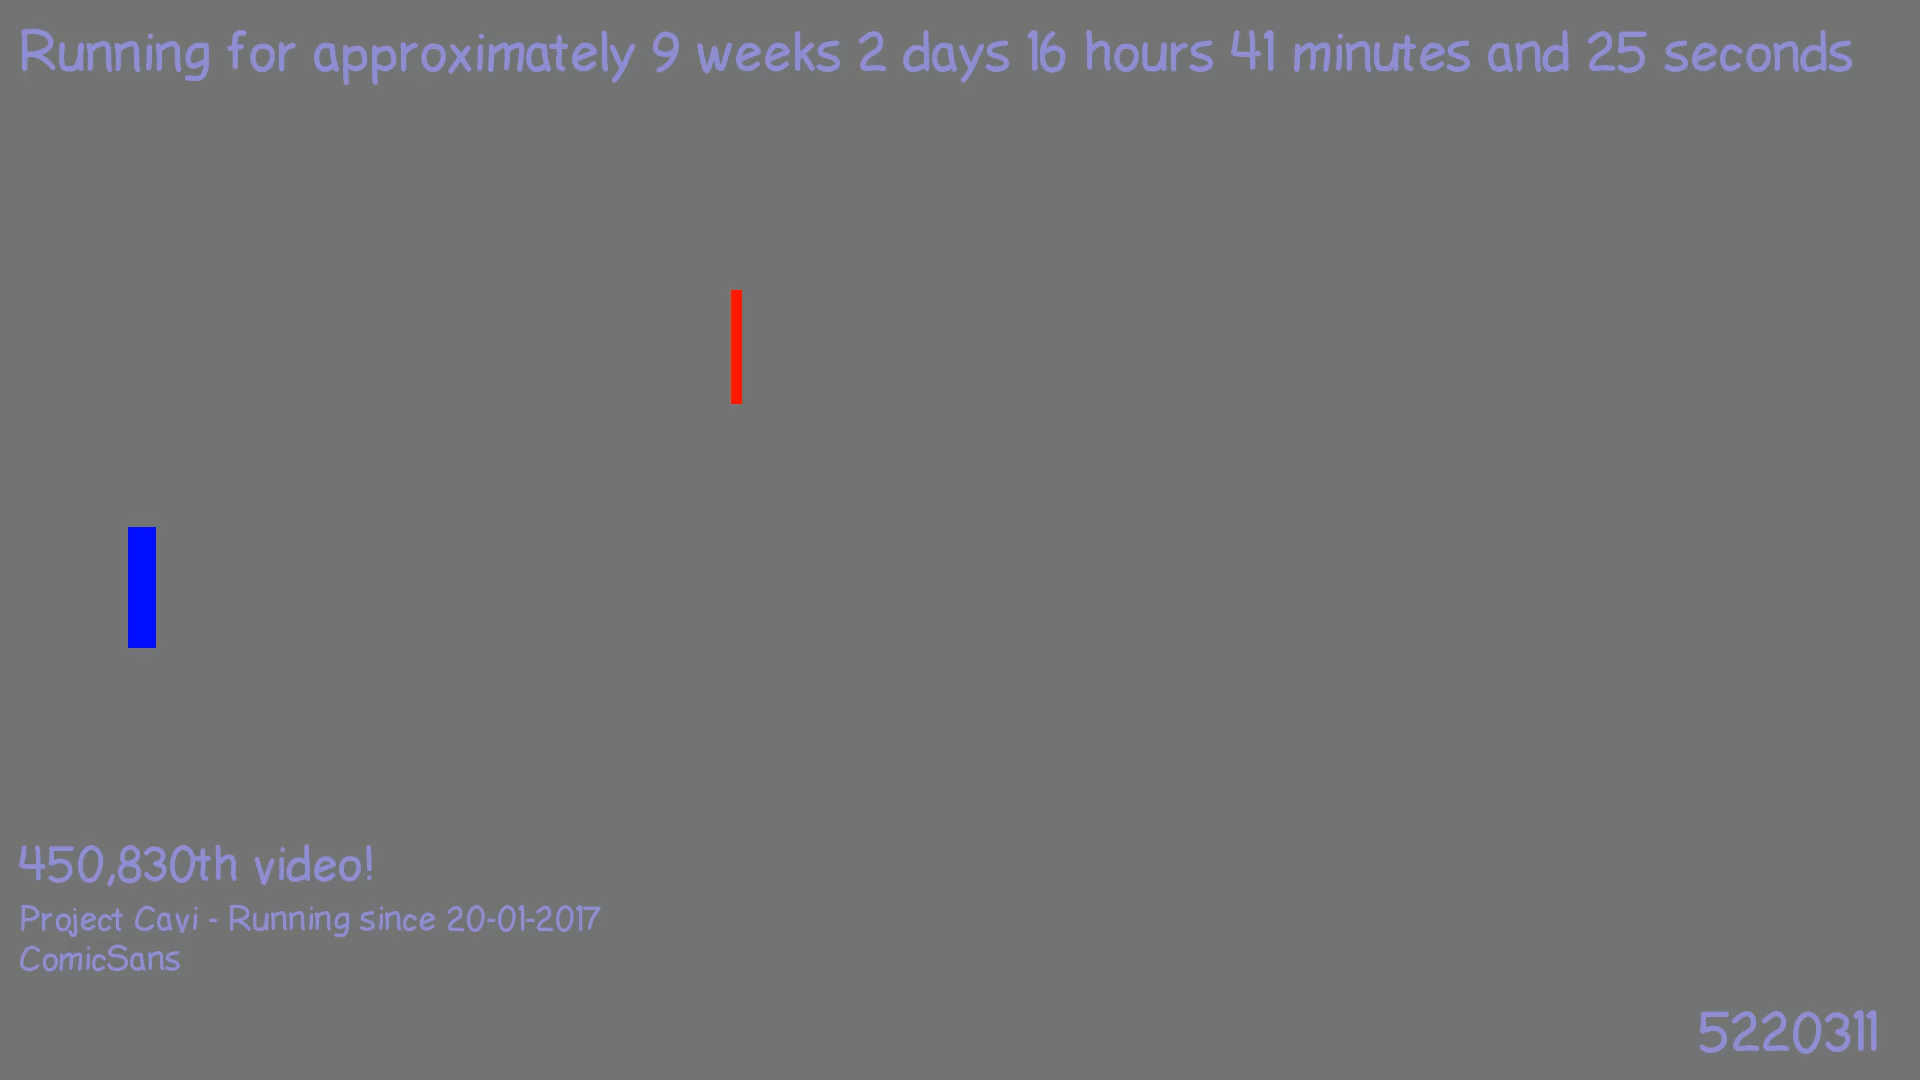 Running for approximately 9 weeks 2 days 16 hours 41 minutes and 25 seconds
450,830th video!
Project Cavi - Running since 20-01-2017
ComicSans
5220311